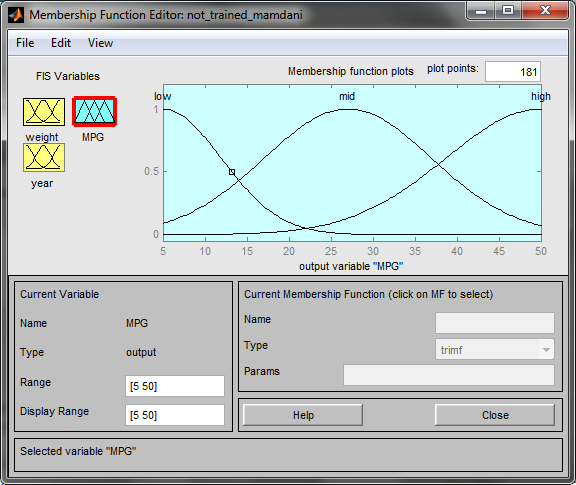 Membership Function Editor: not_trained_mamdani
File Edit View
FIS Variables
Membership function plots plot points: 181
weight MPG
year
low mid high
1
0.5
0
5 10 15 20 25 30 35 40 45 50
output variable "MPG"
Current Variable
Name MPG
Type output
Range [5 50]
Display Range [5 50]
Current Membership Function (click on MF to select)
Name
Type trimf
Params
Help Close
Selected variable "MPG"